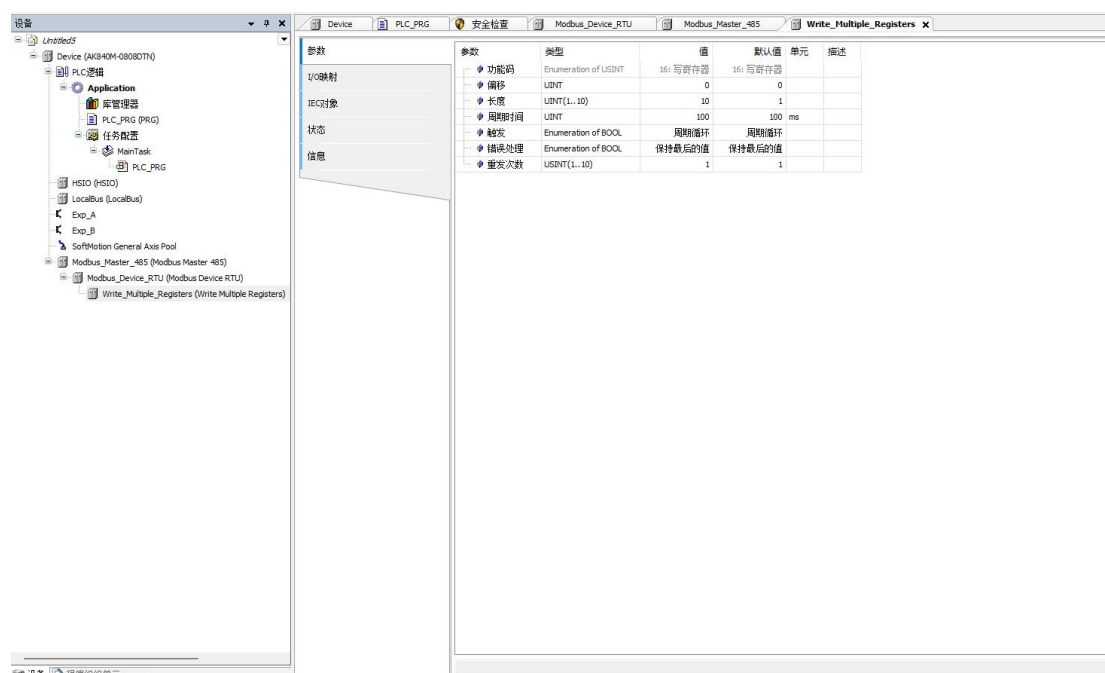 设备
Untitled5
Device (AK840M-0808DTN)
PLC逻辑
Application
库管理器
PLC_PRG (PRG)
任务配置
MainTask
PLC_PRG
HSIO (HSIO)
LocalBus (LocalBus)
Exp_A
Exp_B
SoftMotion General Axis Pool
Modbus_Master_485 (Modbus Master 485)
Modbus_Device_RTU (Modbus Device RTU)
Write_Multiple_Registers (Write Multiple Registers)
Device PLC_PRG 安全检查 Modbus_Device_RTU Modbus_Master_485 Write_Multiple_Registers x
参数
I/O映射
IEC对象
状态
信息
参数 类型 值 默认值 单元 描述
功能码 Enumeration of USINT 16: 写寄存器 16: 写寄存器
偏移 UINT 0 0
长度 UINT(1..10) 10 1
周期时间 UINT 100 100 ms
触发 Enumeration of BOOL 周期循环 周期循环
错误处理 Enumeration of BOOL 保持最后的值 保持最后的值
重发次数 USINT(1..10) 1 1